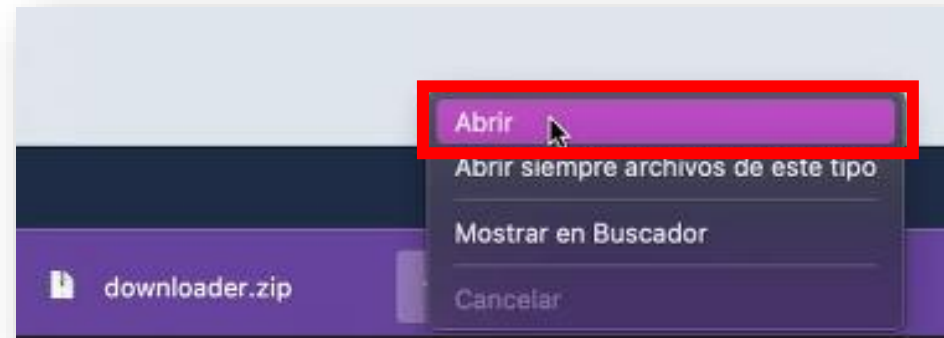 Abrir
Abrir siempre archivos de este tipo
Mostrar en Buscador
downloader.zip
Cancelar